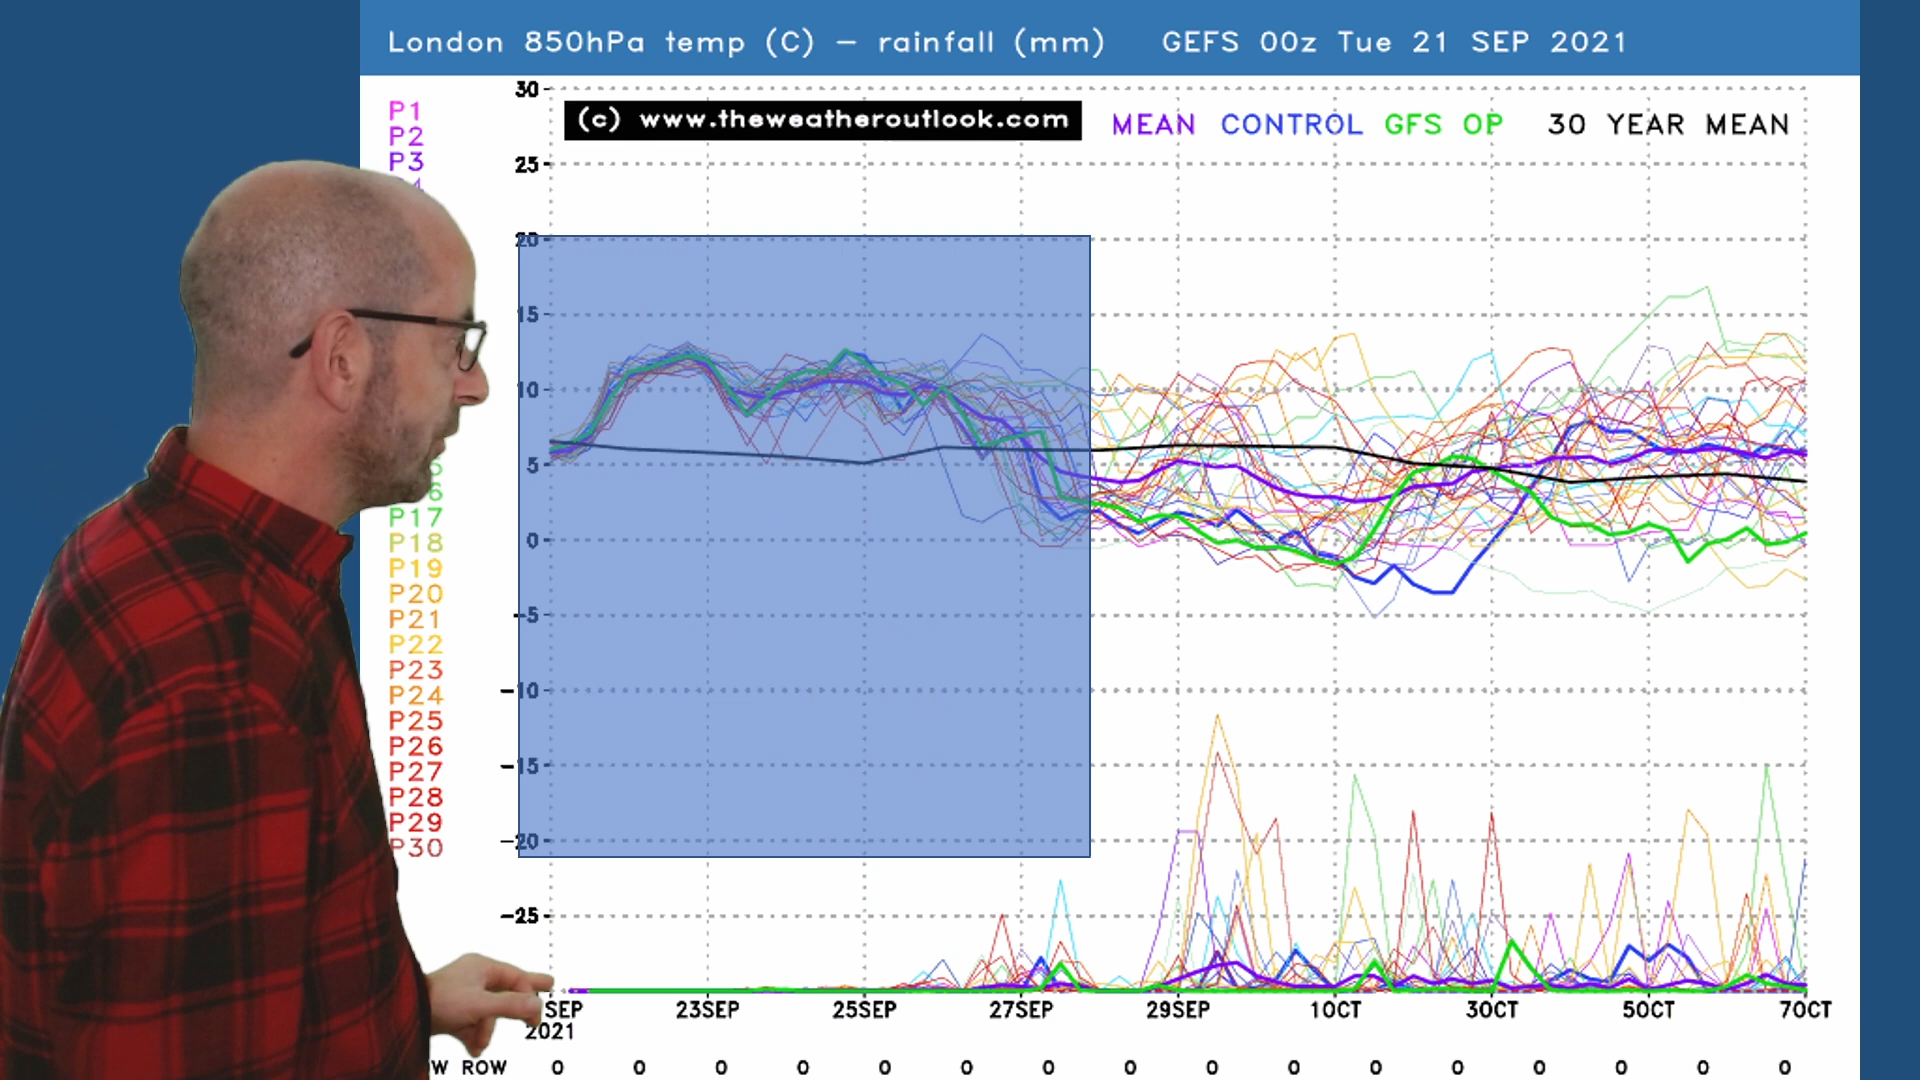 London 850hPa temp (C) – rainfall (mm) GEFS 00z Tue 21 SEP 2021
(c) www.theweatheroutlook.com MEAN CONTROL GFS OP 30 YEAR MEAN
P1
P2
P3
P17
P18
P19
P20
P21
P22
P23
P24
P25
P26
P27
P28
P29
P30
30
25
20
15
10
5
0
-5
-10
-15
-20
-25
SEP 23SEP 25SEP 27SEP 29SEP 1OCT 3OCT 5OCT 7OCT
2021
ROW 0 0 0 0 0 0 0 0 0 0 0 0 0 0 0 0